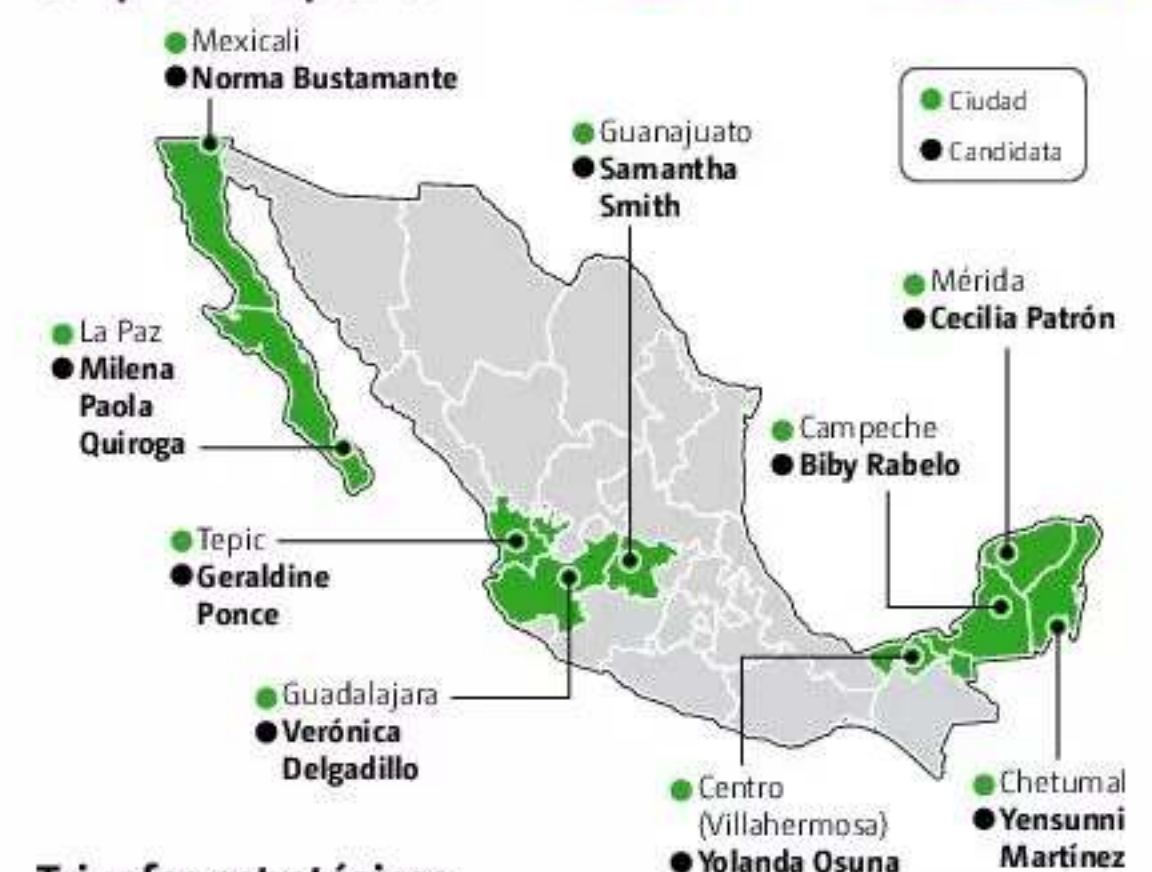 Mexicali
Norma Bustamante
Guanajuato
Samantha
Smith
Ciudad
Candidata
Mérida
Cecilia Patrón
La Paz
Milena
Paola
Quiroga
Campeche
Biby Rabelo
Tepic
Geraldine
Ponce
Guadalajara
Verónica
Delgadillo
Centro
(Villahermosa)
Yolanda Osuna
Chetumal
Yensunni
Martínez